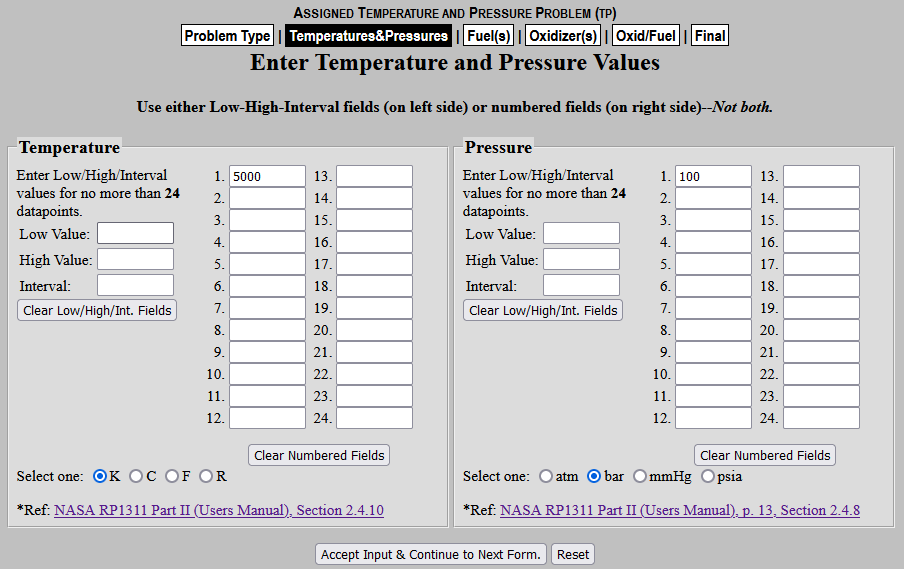 ASSIGNED TEMPERATURE AND PRESSURE PROBLEM (TP)
Problem Type | Temperatures&Pressures | Fuel(s) | Oxidizer(s) | Oxid/Fuel | Final
Enter Temperature and Pressure Values
Use either Low-High-Interval fields (on left side) or numbered fields (on right side)--Not both.
Temperature
Enter Low/High/Interval
values for no more than 24
datapoints.
Low Value:
High Value:
Interval:
Clear Low/High/Int. Fields
1. 5000 13.
2. 14.
3. 15.
4. 16.
5. 17.
6. 18.
7. 19.
8. 20.
9. 21.
10. 22.
11. 23.
12. 24.
Clear Numbered Fields
Select one: K C F R
*Ref: NASA RP1311 Part II (Users Manual), Section 2.4.10
Pressure
Enter Low/High/Interval
values for no more than 24
datapoints.
Low Value:
High Value:
Interval:
Clear Low/High/Int. Fields
1. 100 13.
2. 14.
3. 15.
4. 16.
5. 17.
6. 18.
7. 19.
8. 20.
9. 21.
10. 22.
11. 23.
12. 24.
Clear Numbered Fields
Select one: atm bar mmHg psia
*Ref: NASA RP1311 Part II (Users Manual), p. 13, Section 2.4.8
Accept Input & Continue to Next Form. Reset